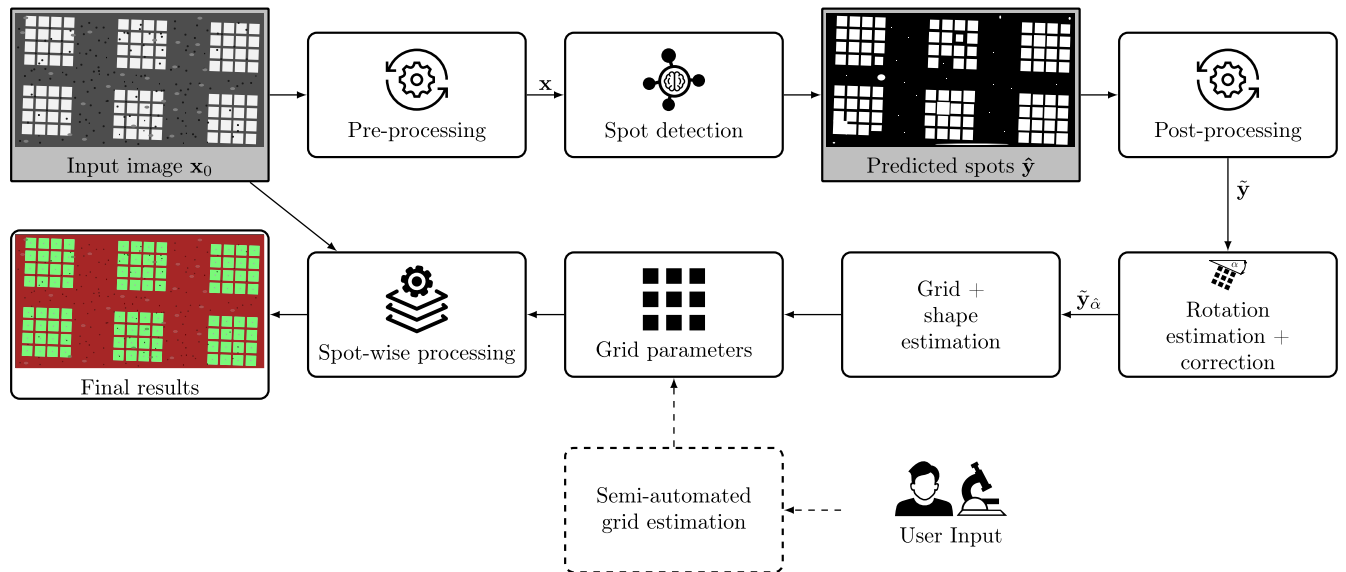 x
Pre-processing
Spot detection
Post-processing
Input image x₀
Predicted spots ŷ
ỹ
α
ỹ_α̂
Grid +
shape
estimation
Rotation
estimation +
correction
Grid parameters
Spot-wise processing
Final results
Semi-automated
grid estimation
User Input